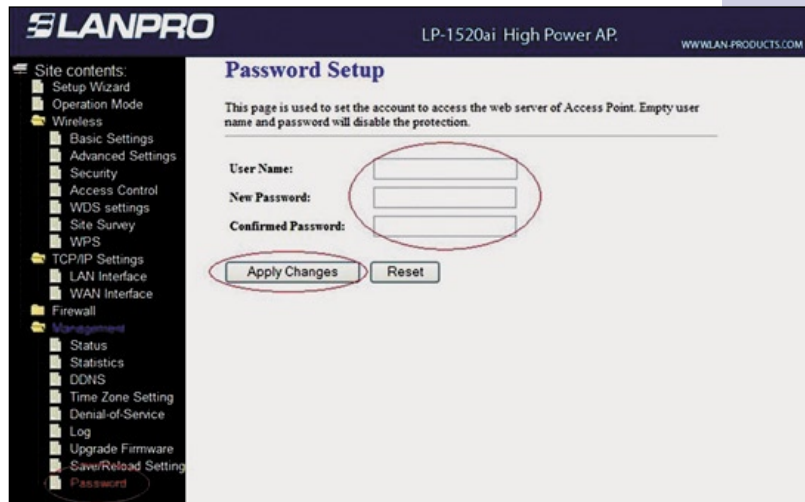 LANPRO
LP-1520ai High Power AP.
WWW.LAN-PRODUCTS.COM
Site contents:
Setup Wizard
Operation Mode
Wireless
Basic Settings
Advanced Settings
Security
Access Control
WDS settings
Site Survey
WPS
TCP/IP Settings
LAN Interface
WAN Interface
Firewall
Management
Status
Statistics
DDNS
Time Zone Setting
Denial-of-Service
Log
Upgrade Firmware
Save/Reload Setting
Password
Password Setup
This page is used to set the account to access the web server of Access Point. Empty user
name and password will disable the protection.
User Name:
New Password:
Confirmed Password:
Apply Changes Reset